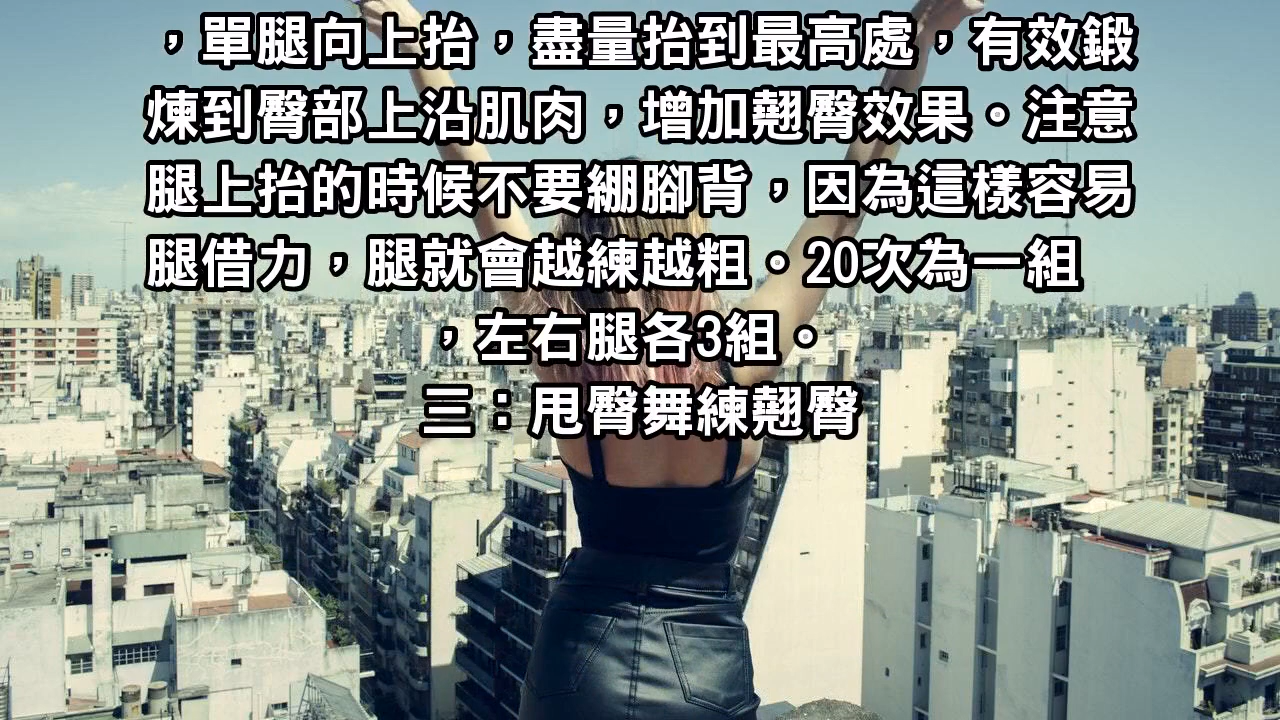 ，單腿向上抬，盡量抬到最高處，有效鍛
煉到臀部上沿肌肉，增加翹臀效果。注意
腿上抬的時候不要繃腳背，因為這樣容易
腿借力，腿就會越練越粗。20次為一組
，左右腿各3組。
三：甩臀舞練翹臀